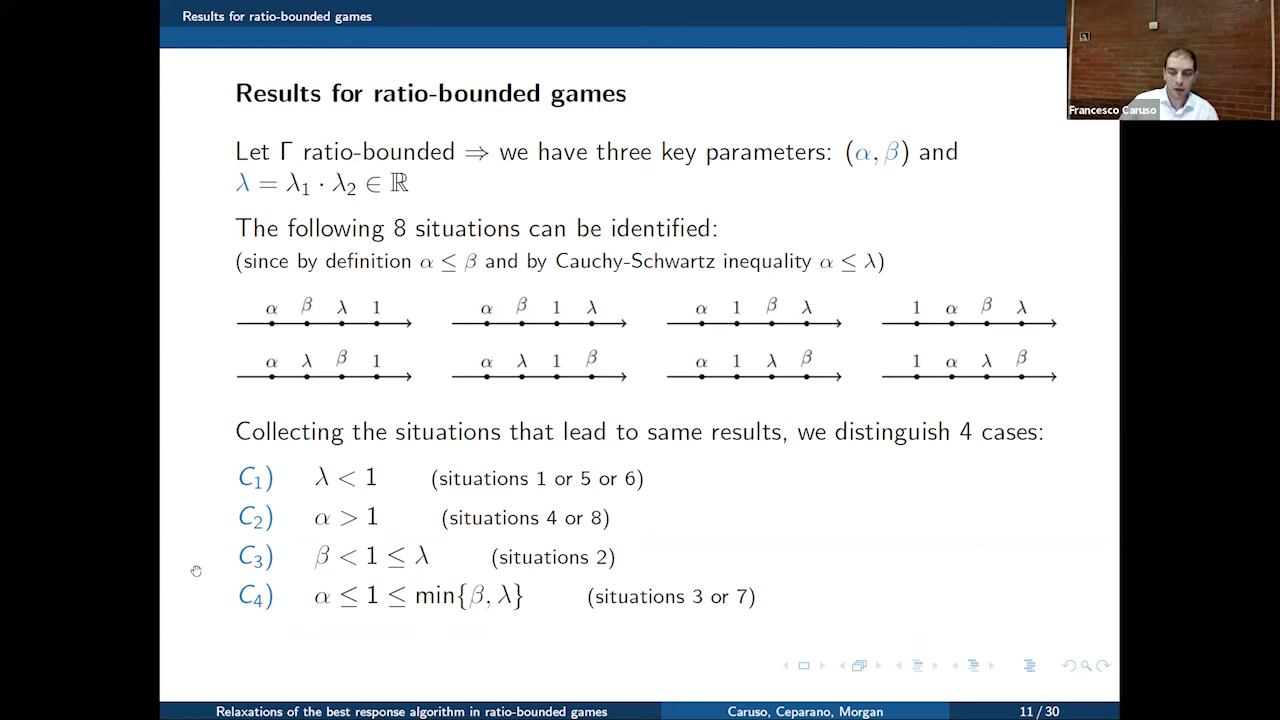 Results for ratio-bounded games
Francesco Caruso
Results for ratio-bounded games
Let Γ ratio-bounded ⇒ we have three key parameters: (α, β) and
λ = λ₁ · λ₂ ∈ ℝ
The following 8 situations can be identified:
(since by definition α ≤ β and by Cauchy-Schwartz inequality α ≤ λ)
α β λ 1 α β 1 λ α 1 β λ 1 α β λ
α λ β 1 α λ 1 β α 1 λ β 1 α λ β
Collecting the situations that lead to same results, we distinguish 4 cases:
C₁) λ < 1 (situations 1 or 5 or 6)
C₂) α > 1 (situations 4 or 8)
C₃) β < 1 ≤ λ (situations 2)
C₄) α ≤ 1 ≤ min{β, λ} (situations 3 or 7)
Relaxations of the best response algorithm in ratio-bounded games Caruso, Ceparano, Morgan 11 / 30